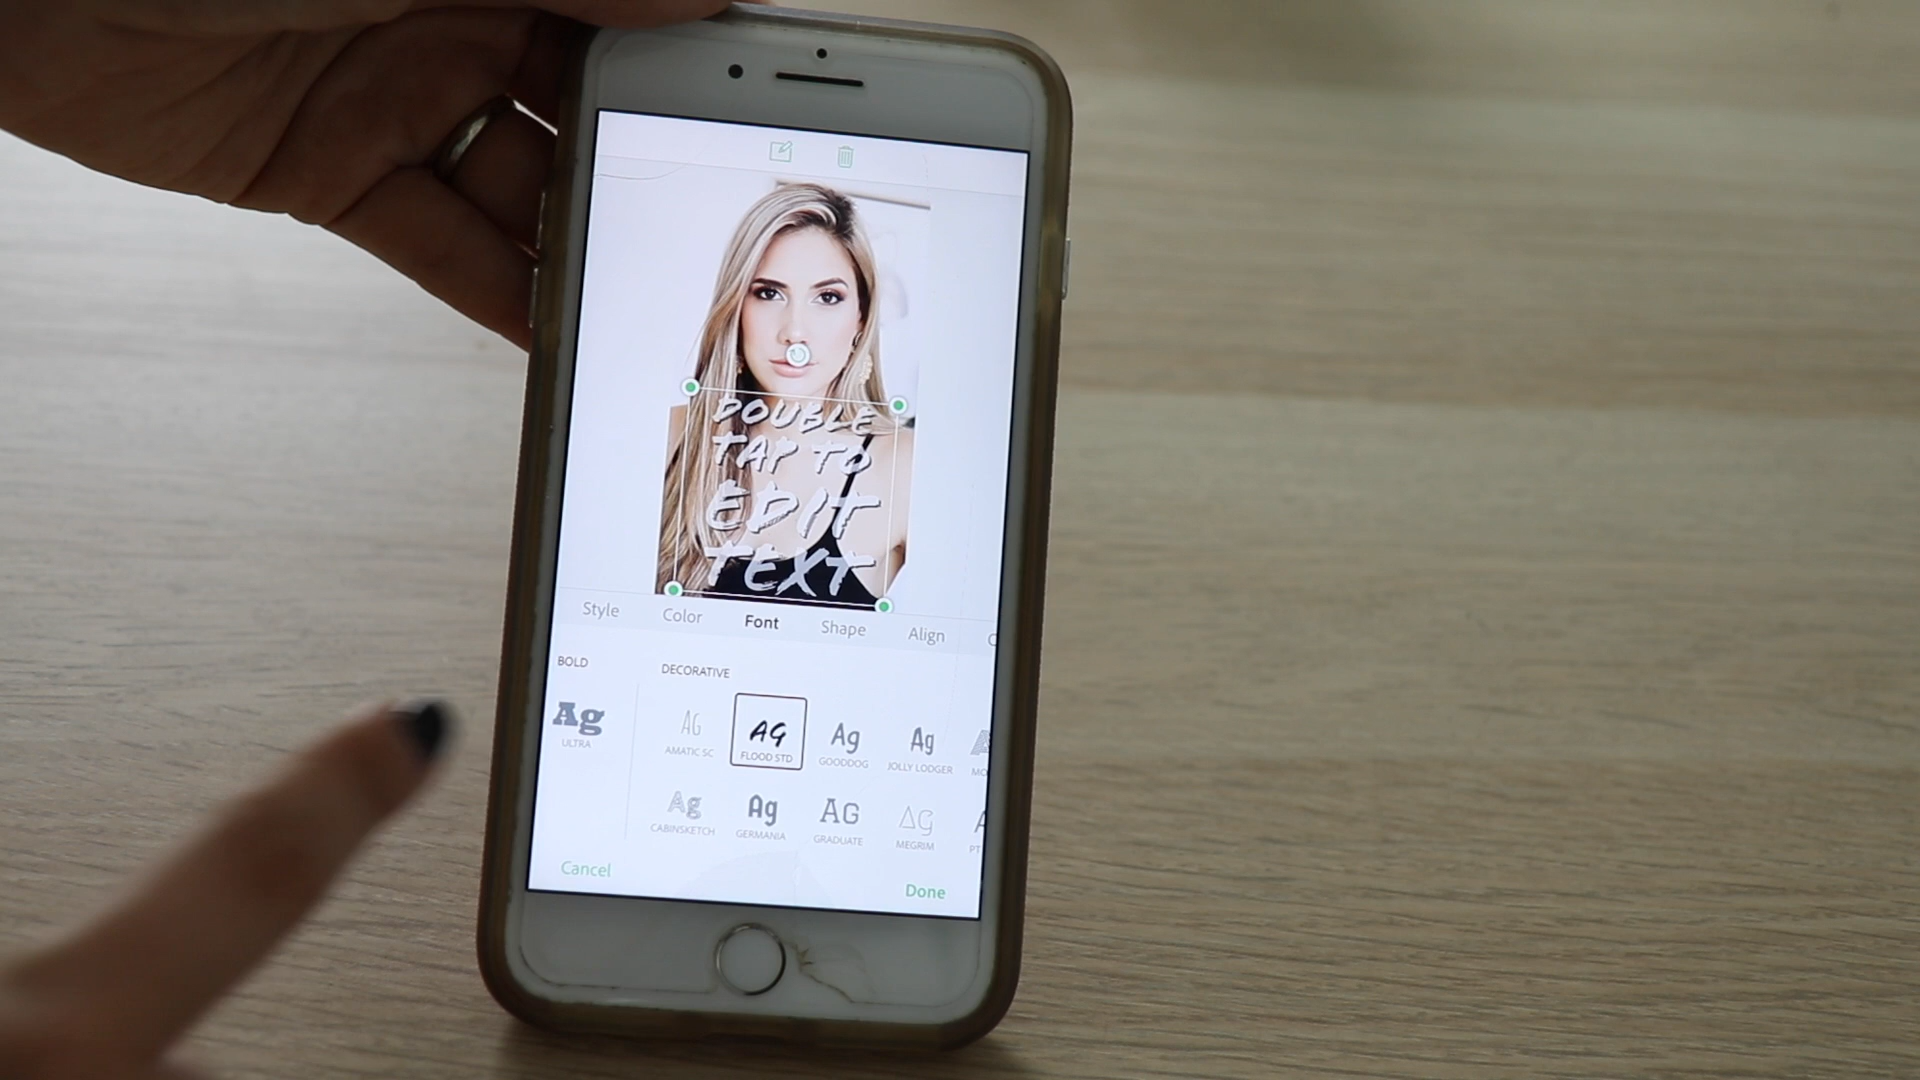 DOUBLE
TAP TO
EDIT
TEXT
Style Color Font Shape Align
BOLD DECORATIVE
Ag AG AG Ag Ag
ULTRA AMATIC SC FLOOD STD GOODDOG JOLLY LODGER
Ag Ag AG AG
CABINSKETCH GERMANIA GRADUATE MEGRIM
Cancel Done